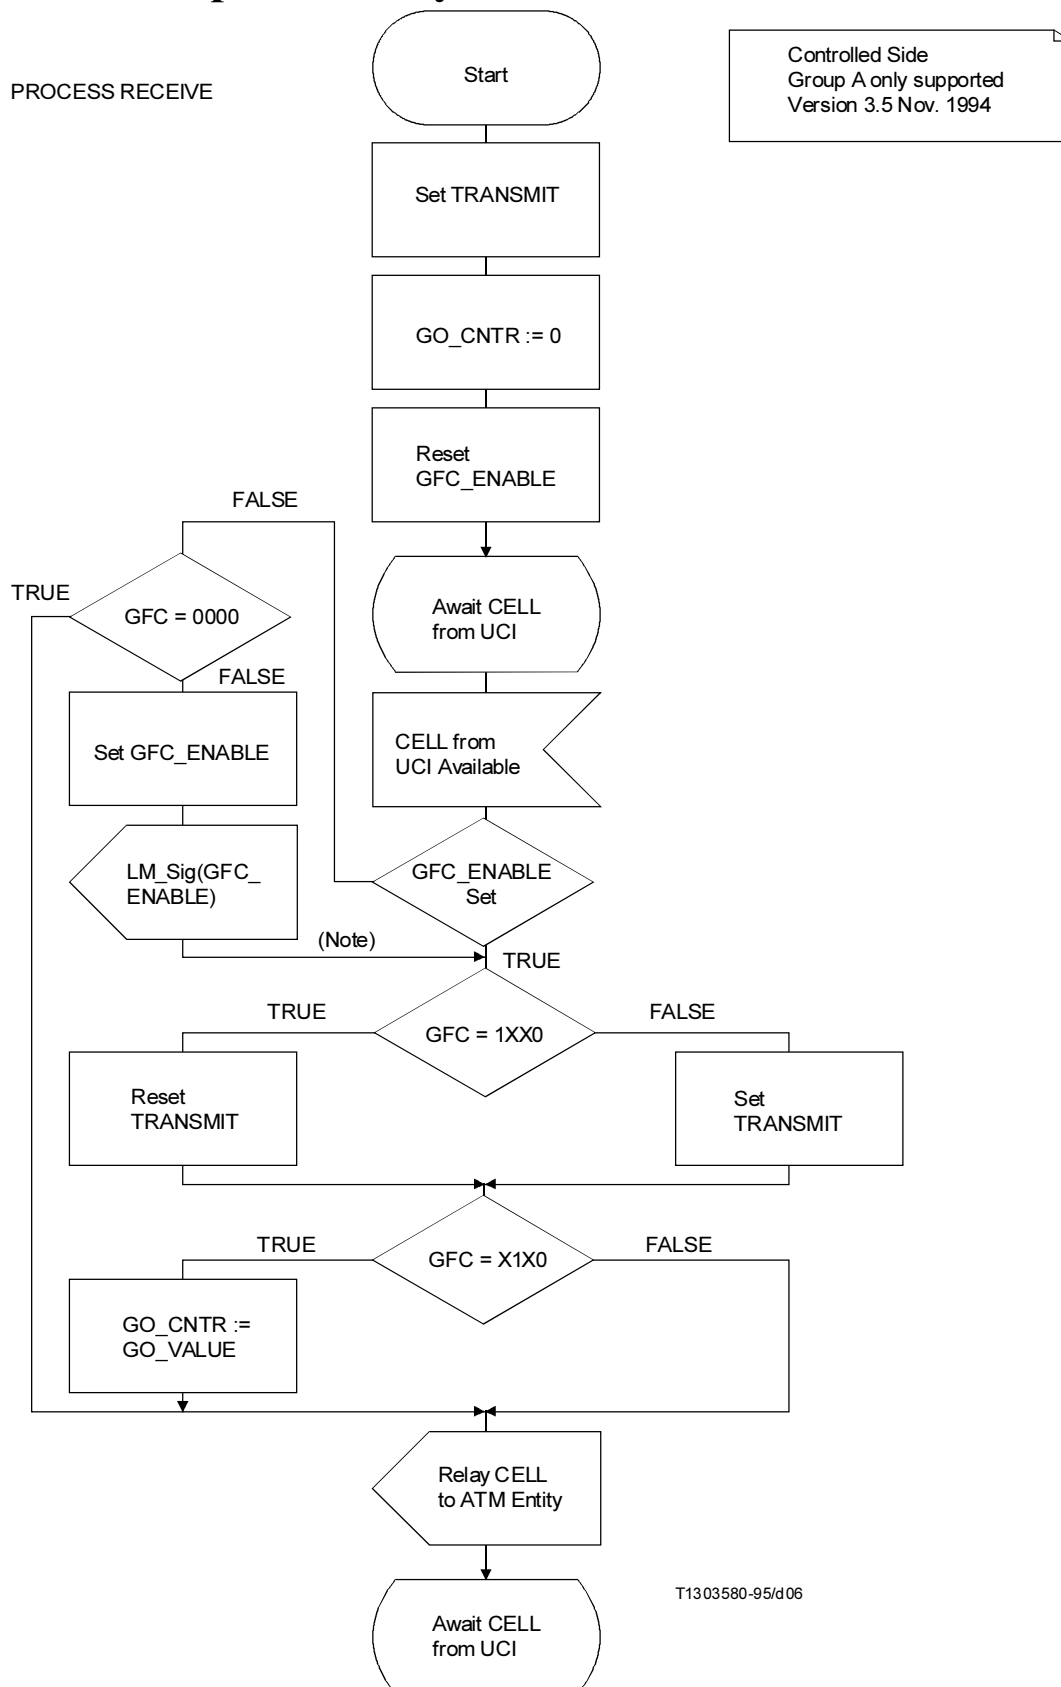 Start
Controlled Side
Group A only supported
Version 3.5 Nov. 1994
PROCESS RECEIVE
Set TRANSMIT
GO_CNTR := 0
Reset
GFC_ENABLE
FALSE
TRUE
GFC = 0000
Await CELL
from UCI
FALSE
Set GFC_ENABLE
CELL from
UCI Available
LM_Sig(GFC_
ENABLE)
GFC_ENABLE
Set
(Note)
TRUE
TRUE
GFC = 1XX0
FALSE
Reset
TRANSMIT
Set
TRANSMIT
TRUE
GFC = X1X0
FALSE
GO_CNTR :=
GO_VALUE
Relay CELL
to ATM Entity
T1303580-95/d06
Await CELL
from UCI